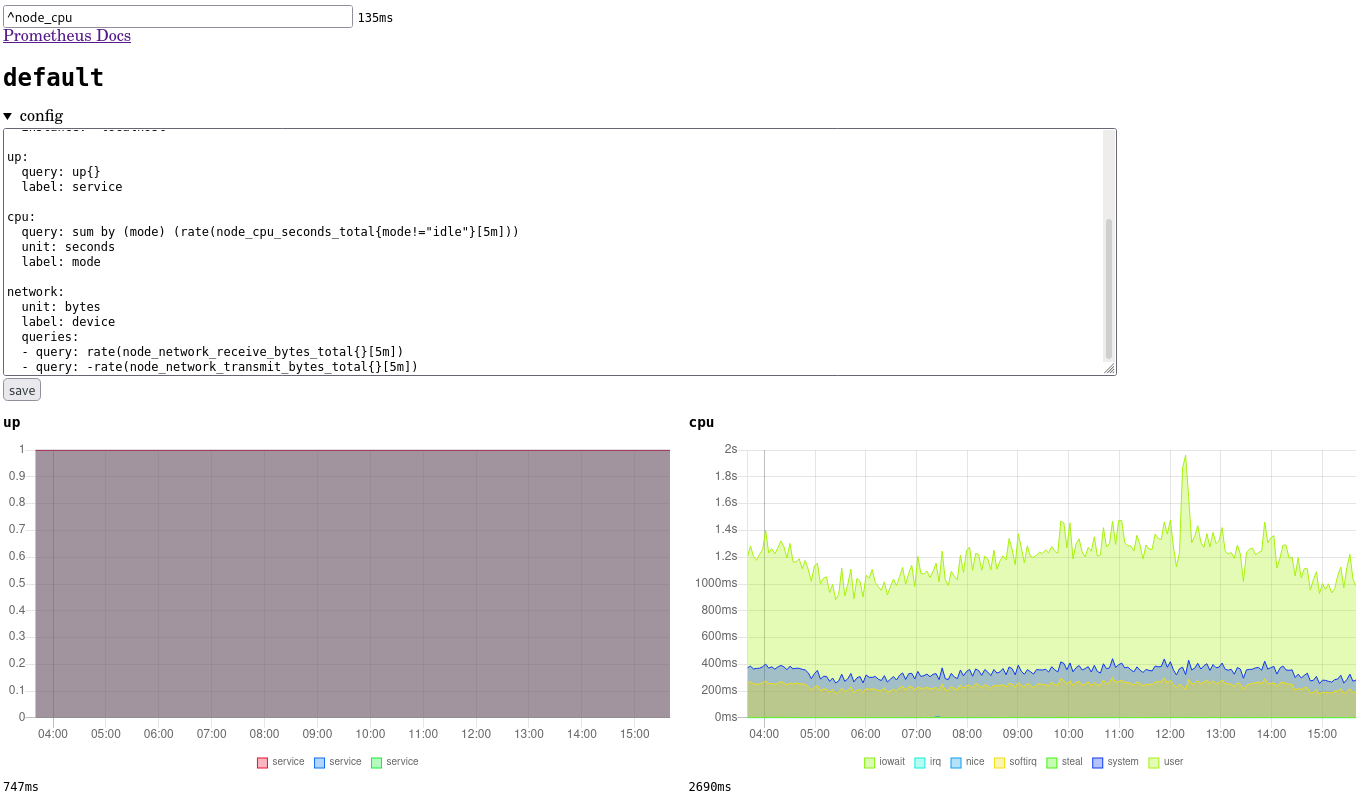 ^node_cpu 135ms
Prometheus Docs
default
▼ config
up:
  query: up{}
  label: service
cpu:
  query: sum by (mode) (rate(node_cpu_seconds_total{mode!="idle"}[5m]))
  unit: seconds
  label: mode
network:
  unit: bytes
  label: device
  queries:
  - query: rate(node_network_receive_bytes_total{}[5m])
  - query: -rate(node_network_transmit_bytes_total{}[5m])
save
up
1
0.9
0.8
0.7
0.6
0.5
0.4
0.3
0.2
0.1
0
04:00 05:00 06:00 07:00 08:00 09:00 10:00 11:00 12:00 13:00 14:00 15:00
service service service
747ms
cpu
2s
1.8s
1.6s
1.4s
1.2s
1000ms
800ms
600ms
400ms
200ms
0ms
04:00 05:00 06:00 07:00 08:00 09:00 10:00 11:00 12:00 13:00 14:00 15:00
iowait irq nice softirq steal system user
2690ms